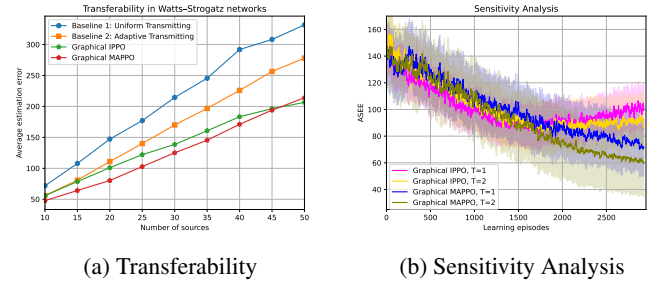 Transferability in Watts–Strogatz networks
Baseline 1: Uniform Transmitting
Baseline 2: Adaptive Transmitting
Graphical IPPO
Graphical MAPPO
Average estimation error
300
250
200
150
100
50
10 15 20 25 30 35 40 45 50
Number of sources
(a) Transferability
Sensitivity Analysis
ASEE
160
140
120
100
80
60
40
Graphical IPPO, T=1
Graphical IPPO, T=2
Graphical MAPPO, T=1
Graphical MAPPO, T=2
0 500 1000 1500 2000 2500
Learning episodes
(b) Sensitivity Analysis